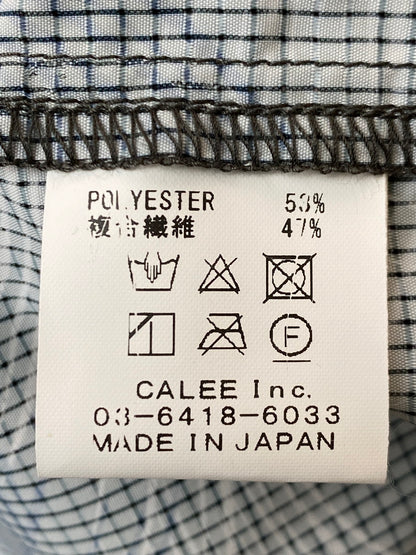 POLYESTER 53%
複合繊維 47%
F
CALEE Inc.
03-6418-6033
MADE IN JAPAN